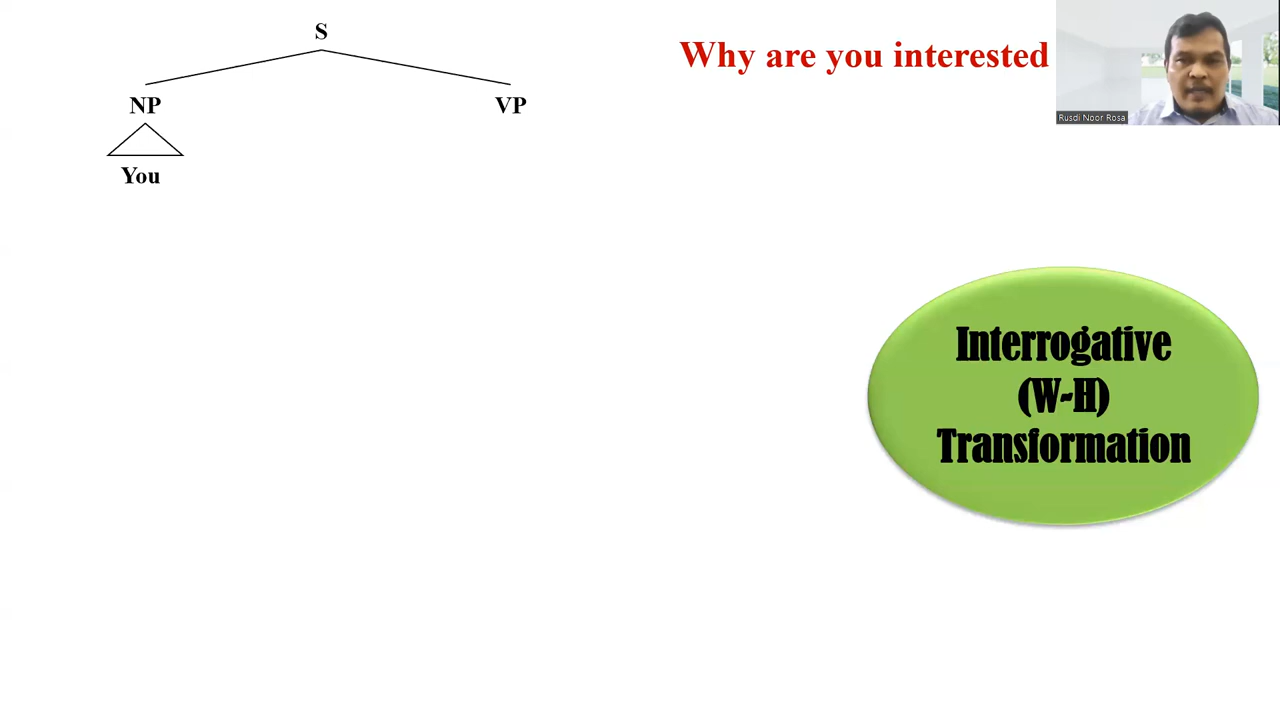 S
Why are you interested
NP
VP
Rusdi Noor Rosa
You
Interrogative
(W-H)
Transformation